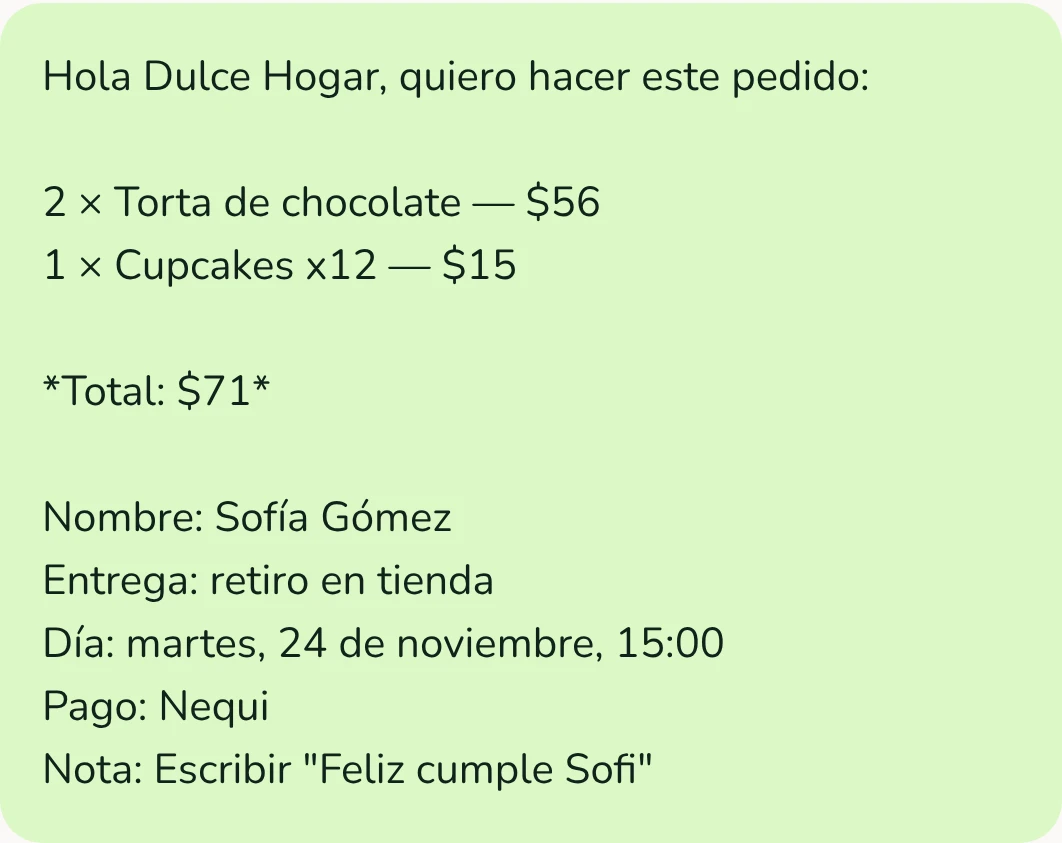 Hola Dulce Hogar, quiero hacer este pedido:
2 × Torta de chocolate — $56
1 × Cupcakes x12 — $15
*Total: $71*
Nombre: Sofía Gómez
Entrega: retiro en tienda
Día: martes, 24 de noviembre, 15:00
Pago: Nequi
Nota: Escribir "Feliz cumple Sofi"